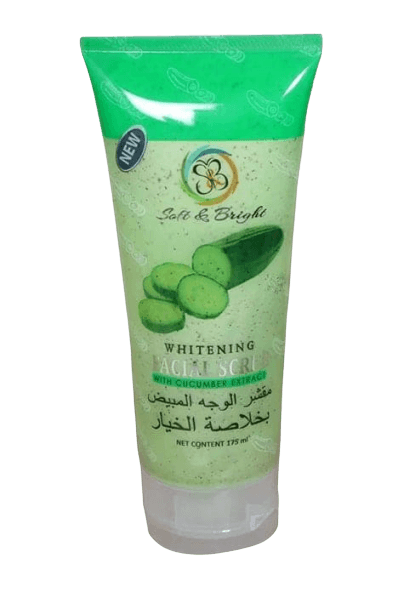 NEW
Soft & Bright
WHITENING
FACIAL SCRUB
WITH CUCUMBER EXTRACT
مقشر الوجه المبيض
بخلاصة الخيار
NET CONTENT 175 ml